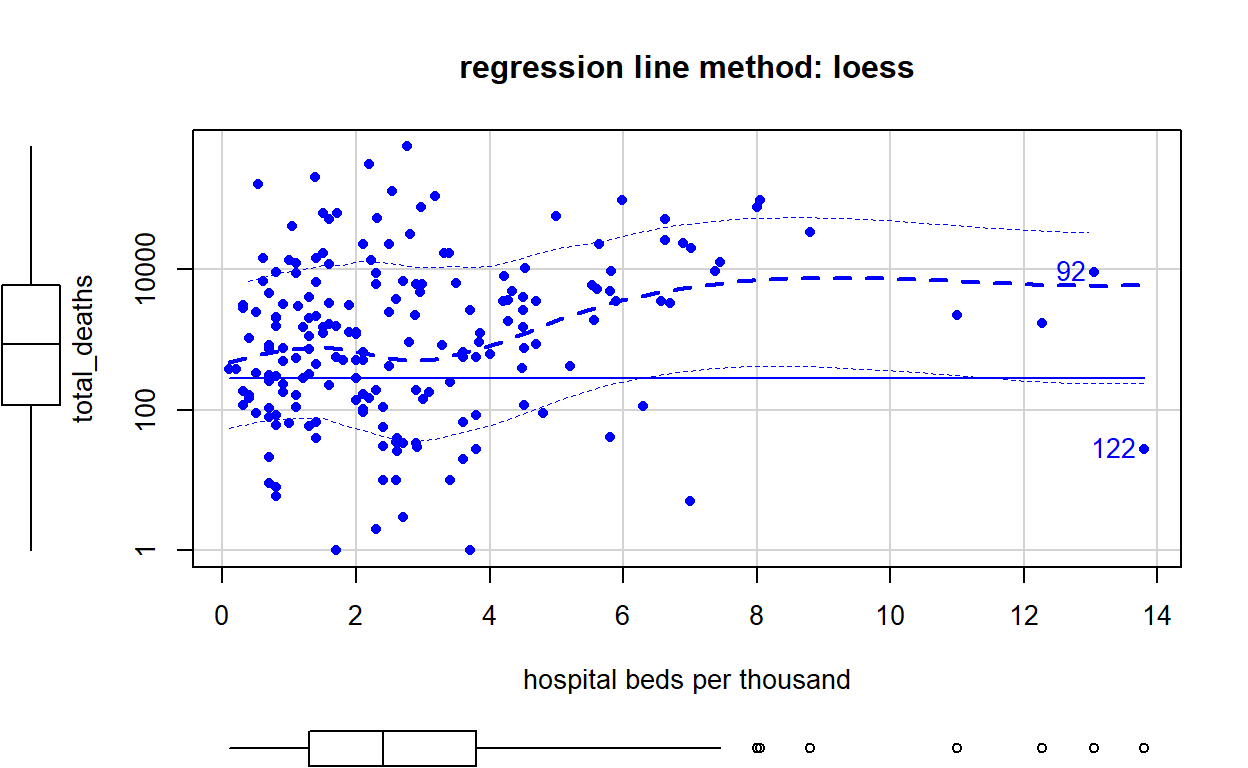 regression line method: loess
total_deaths
10000
100
1
92
122
0 2 4 6 8 10 12 14
hospital beds per thousand